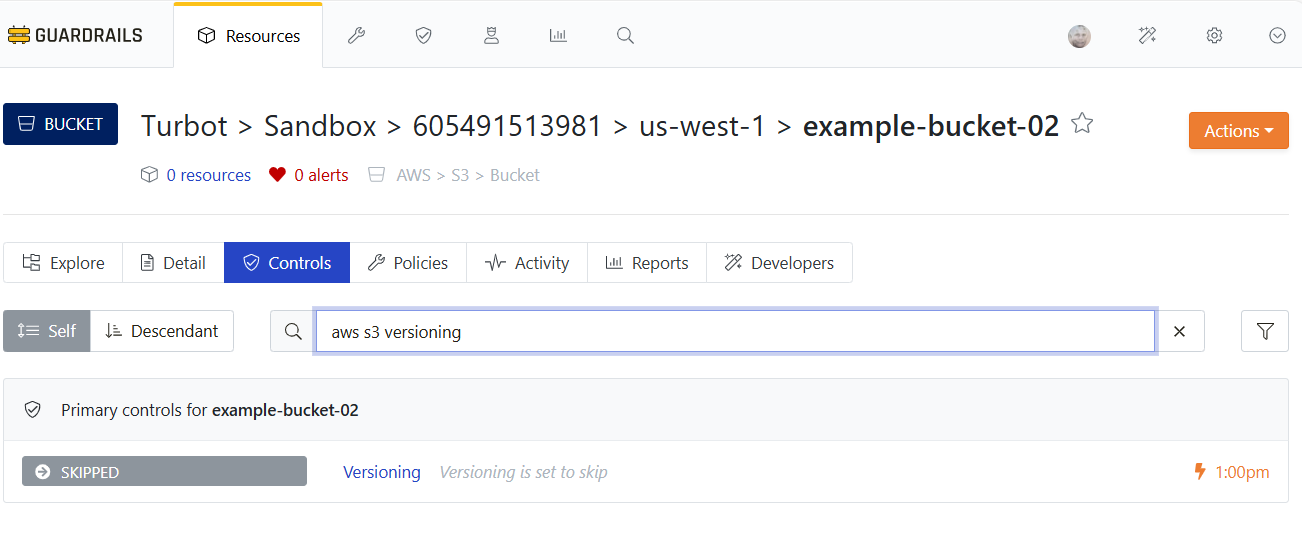 GUARDRAILS Resources
BUCKET Turbot > Sandbox > 605491513981 > us-west-1 > example-bucket-02 Actions
0 resources 0 alerts AWS > S3 > Bucket
Explore Detail Controls Policies Activity Reports Developers
Self Descendant aws s3 versioning
Primary controls for example-bucket-02
SKIPPED Versioning Versioning is set to skip 1:00pm